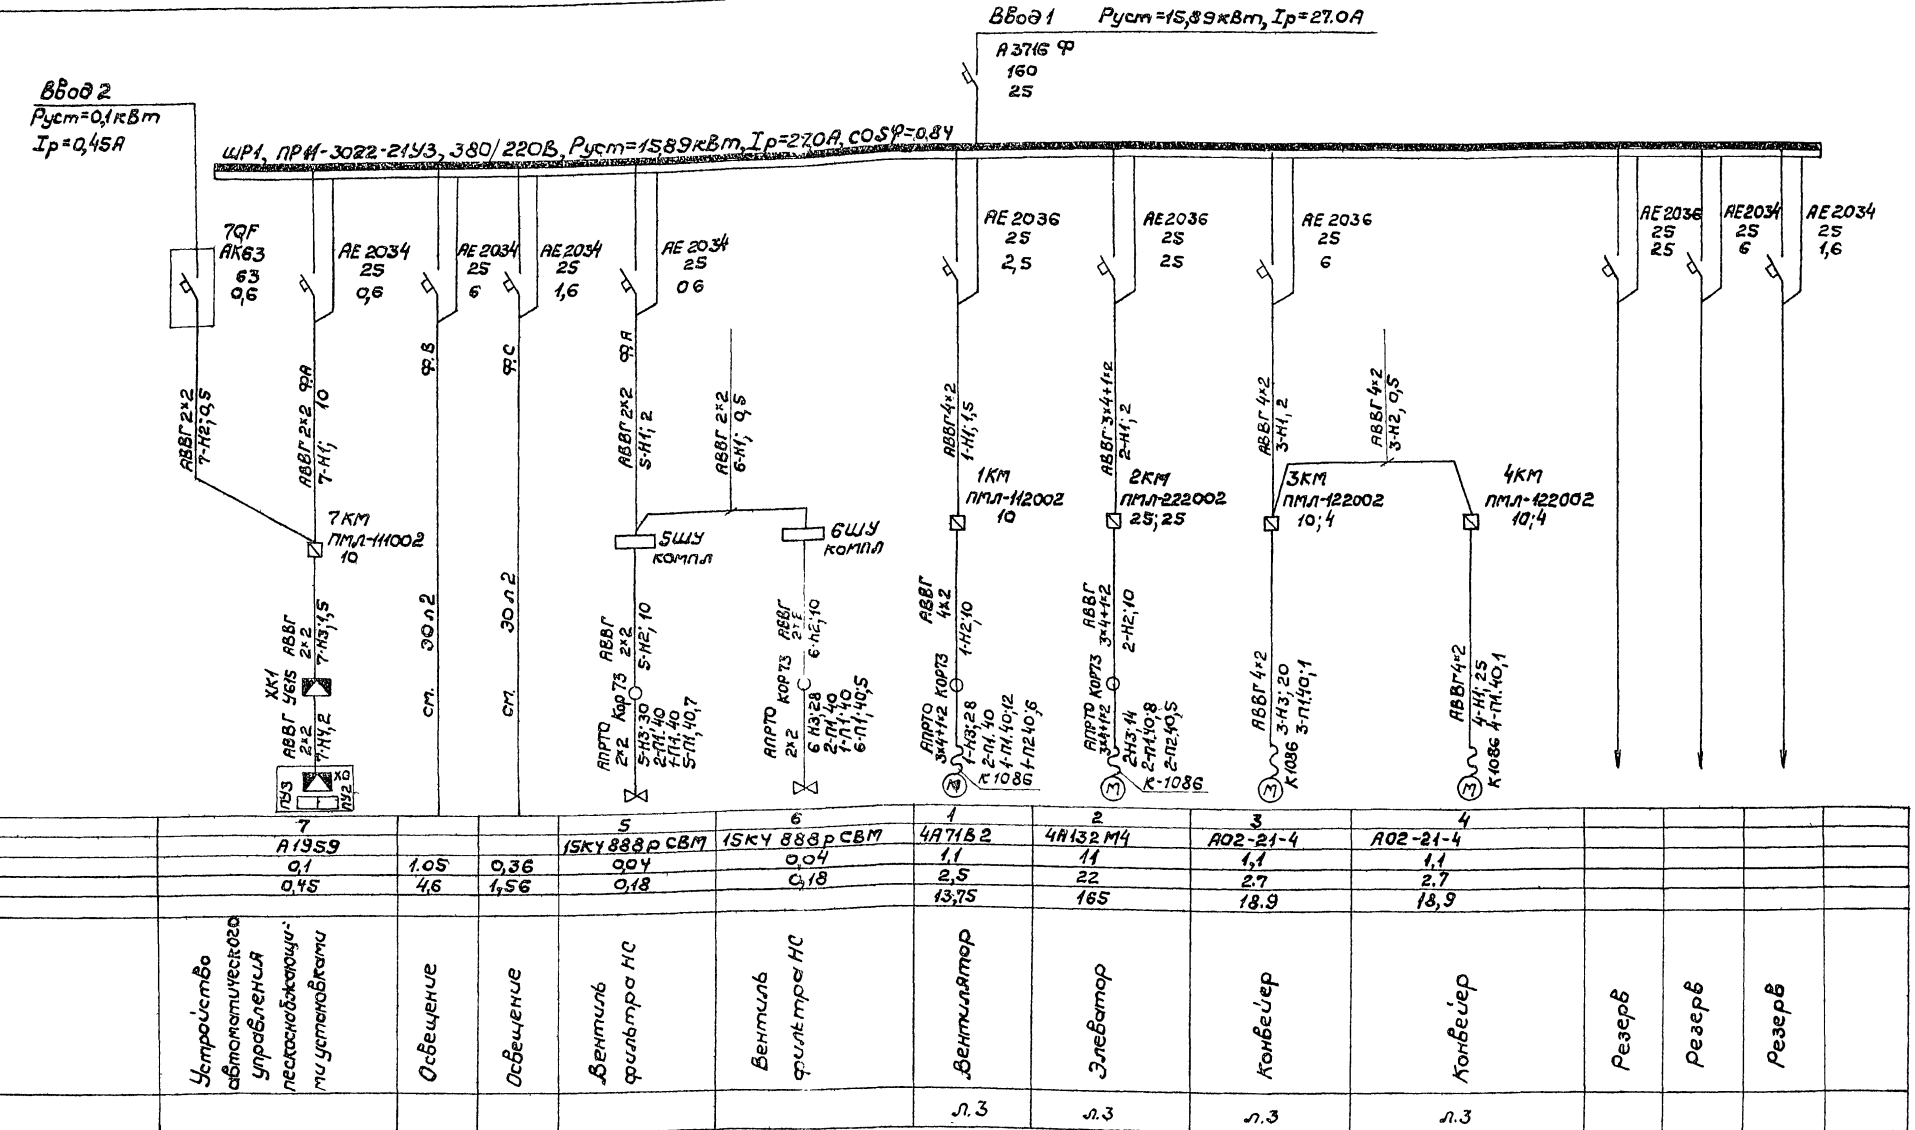 Ввод 1 Руст=15,89кВт, Iр=27.0А
А3716 Ф
160
25
Ввод 2
Руст=0,1кВт
Iр=0,45А
ШР1, ПР11-3022-21У3, 380/220В, Руст=15.89кВт, Iр=27.0А, cosφ=0,84
7QF
АК63
63
0,6
АЕ 2034
25
0,6
АЕ 2034
25
6
АЕ 2034
25
1,6
АЕ 2034
25
0 6
АЕ 2036
25
2,5
АЕ 2036
25
25
АЕ 2036
25
6
АЕ 2036
25
25
АЕ2034
25
6
АЕ 2034
25
1,6
АВВГ 2×2
7-Н2; 0,5
АВВГ 2×2 Ф.А
7-Н1; 10
Ф.В
Ф.С
АВВГ 2×2 Ф.А
5-Н1; 2
АВВГ 2×2
6-Н1; 0,5
АВВГ 4×2
1-Н1; 1,5
АВВГ 3×4+1×2
2-Н1; 2
АВВГ 4×2
3-Н1, 2
АВВГ 4×2
3-Н2, 0,5
7 КМ
ПМЛ-111002
10
5ШУ
компл
6ШУ
компл
1КМ
ПМЛ-112002
10
2КМ
ПМЛ-222002
25; 25
3КМ
ПМЛ-122002
10; 4
4КМ
ПМЛ-122002
10; 4
АВВГ
2×2
7-Н3; 1,5
ХК1
У615
АВВГ
2×2
7-Н4, 2
ПУ3
ХО
ПУ2
см. ЭО л 2
см. ЭО л 2
АВВГ
2×2
5-Н2; 10
Кор73
АПРТО
2×2
5-Н3; 30
2-П1. 40
1-П1. 40
5-П1, 40, 7
АВВГ
2×2
6-Н2; 10
Кор73
АПРТО
2×2
6 Н3; 28
2-П1, 40
1-П1. 40
6-П1; 40; 5
АВВГ
4×2
1-Н2; 10
Кор73
АПРТО
3×4+1×2
1-Н3; 28
2-П1. 40
1-П1. 40, 12
1-П2 40; 6
К 1086
АВВГ
3×4+1×2
2-Н2; 10
Кор73
АПРТО
3×4+1×2
2Н3; 14
2-П1. 40; 8
2-П2. 40, 5
К-1086
АВВГ 4×2
3-Н3; 20
3-П1. 40; 1
К1086
М
АВВГ 4×2
4-Н1; 25
4-П1. 40, 1
К1086
М
М
М
7 5 6 1 2 3 4
А1959 15КЧ 888р СВМ 15КЧ 888р СВМ 4А71В2 4А132М4 АО2-21-4 АО2-21-4
0,1 1.05 0,36 0,04 0,04 1,1 11 1,1 1,1
0,45 4,6 1,56 0,18 0,18 2,5 22 2.7 2.7
13,75 165 18.9 18,9
Устройство
автоматического
управления
пескоснабжающи-
ми установками
Освещение
Освещение
Вентиль
фильтра НС
Вентиль
фильтра НС
Вентилятор
Элеватор
Конвейер
Конвейер
Резерв
Резерв
Резерв
л.3 л.3 л.3 л.3